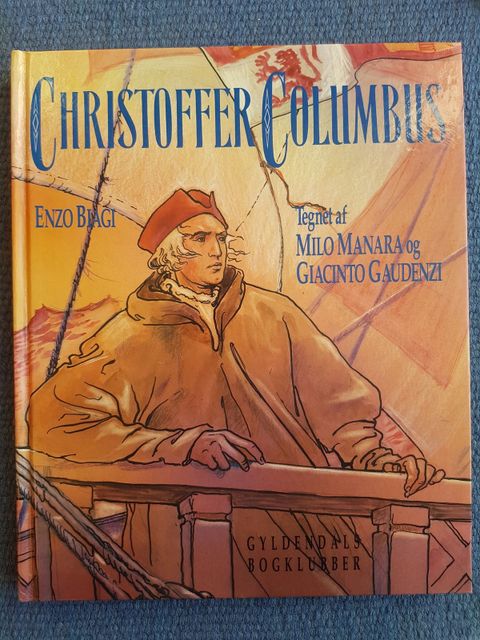 CHRISTOFFER COLUMBUS
ENZO BIAGI
Tegnet af
MILO MANARA og
GIACINTO GAUDENZI
GYLDENDALS
BOGKLUBBER